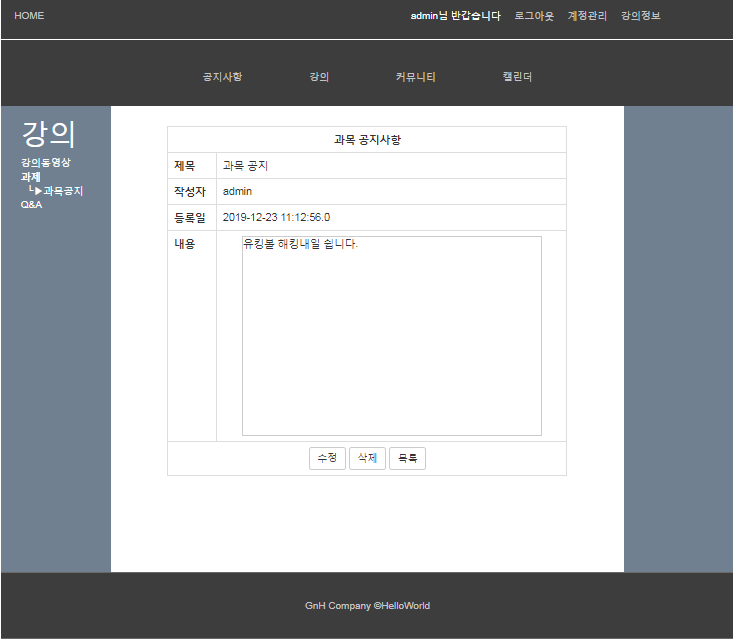 HOME admin님 반갑습니다 로그아웃 계정관리 강의정보
공지사항 강의 커뮤니티 캘린더
강의
강의동영상
과제
└▶과목공지
Q&A
과목 공지사항
제목 과목 공지
작성자 admin
등록일 2019-12-23 11:12:56.0
내용 유킹볼 해킹내일 쉽니다.
수정 삭제 목록
GnH Company ©HelloWorld